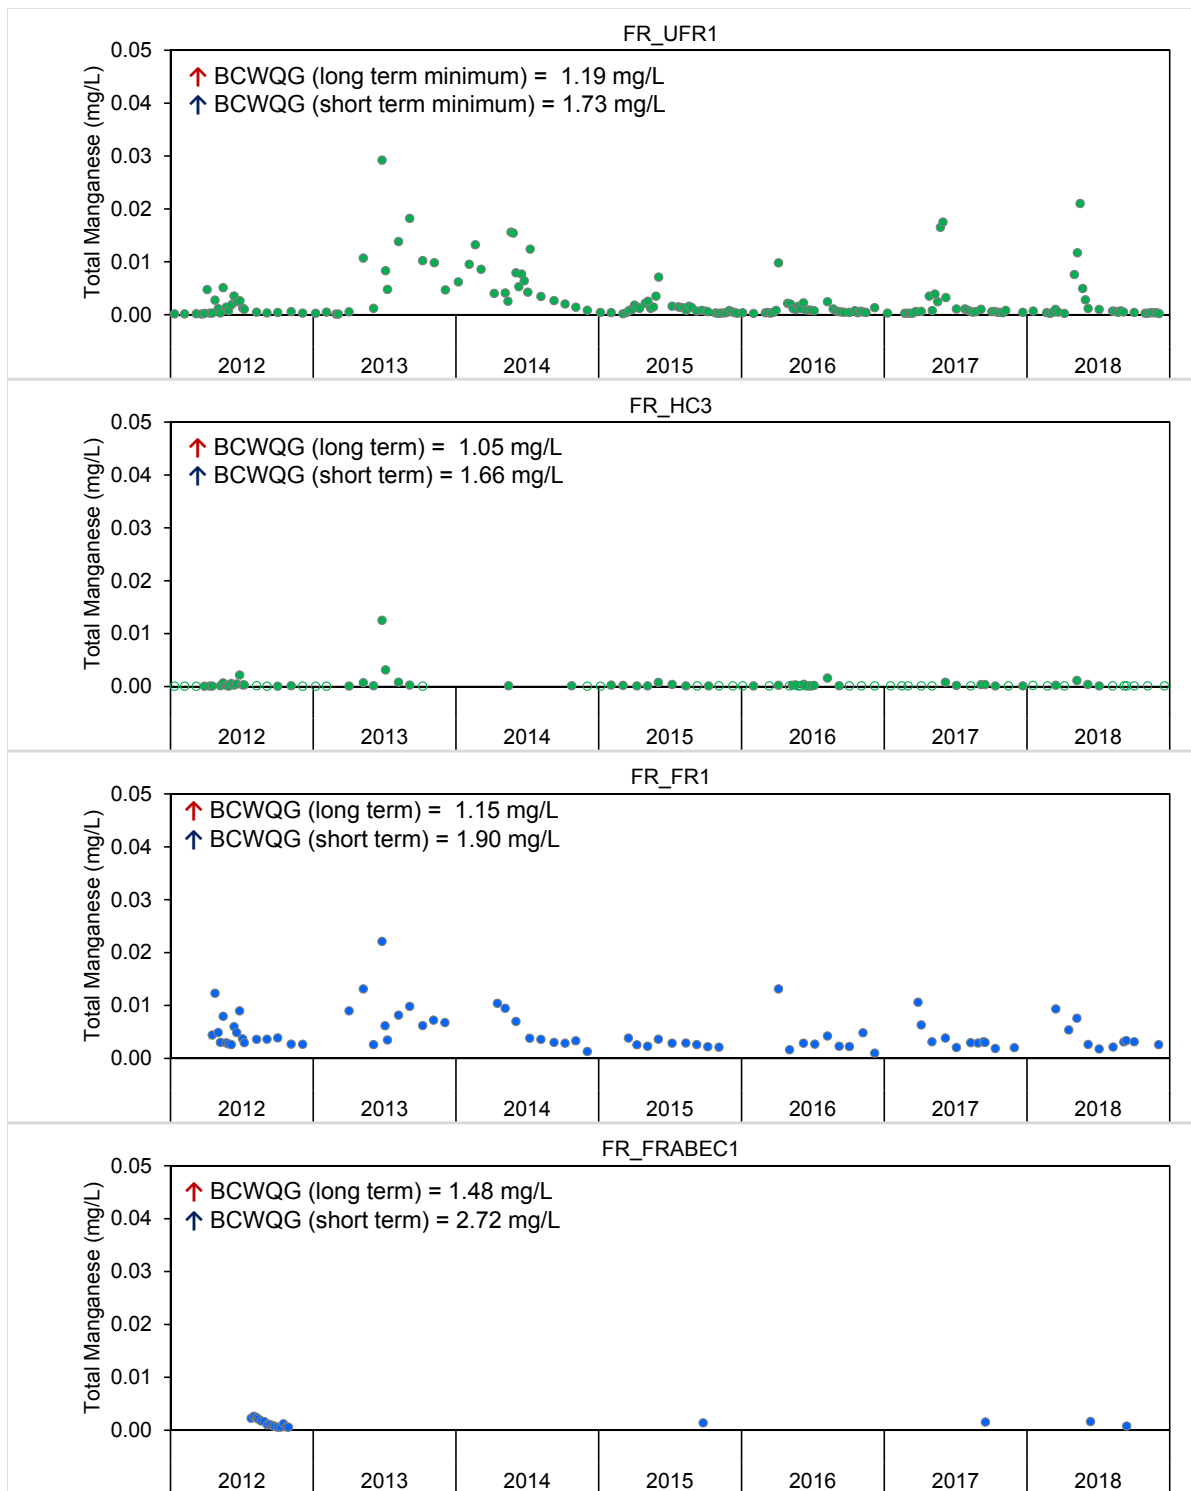 FR_UFR1
Total Manganese (mg/L)
0.05
0.04
0.03
0.02
0.01
0.00
↑ BCWQG (long term minimum) =  1.19 mg/L
↑ BCWQG (short term minimum) = 1.73 mg/L
2012 2013 2014 2015 2016 2017 2018
FR_HC3
Total Manganese (mg/L)
0.05
0.04
0.03
0.02
0.01
0.00
↑ BCWQG (long term) =  1.05 mg/L
↑ BCWQG (short term) = 1.66 mg/L
2012 2013 2014 2015 2016 2017 2018
FR_FR1
Total Manganese (mg/L)
0.05
0.04
0.03
0.02
0.01
0.00
↑ BCWQG (long term) =  1.15 mg/L
↑ BCWQG (short term) = 1.90 mg/L
2012 2013 2014 2015 2016 2017 2018
FR_FRABEC1
Total Manganese (mg/L)
0.05
0.04
0.03
0.02
0.01
0.00
↑ BCWQG (long term) = 1.48 mg/L
↑ BCWQG (short term) = 2.72 mg/L
2012 2013 2014 2015 2016 2017 2018